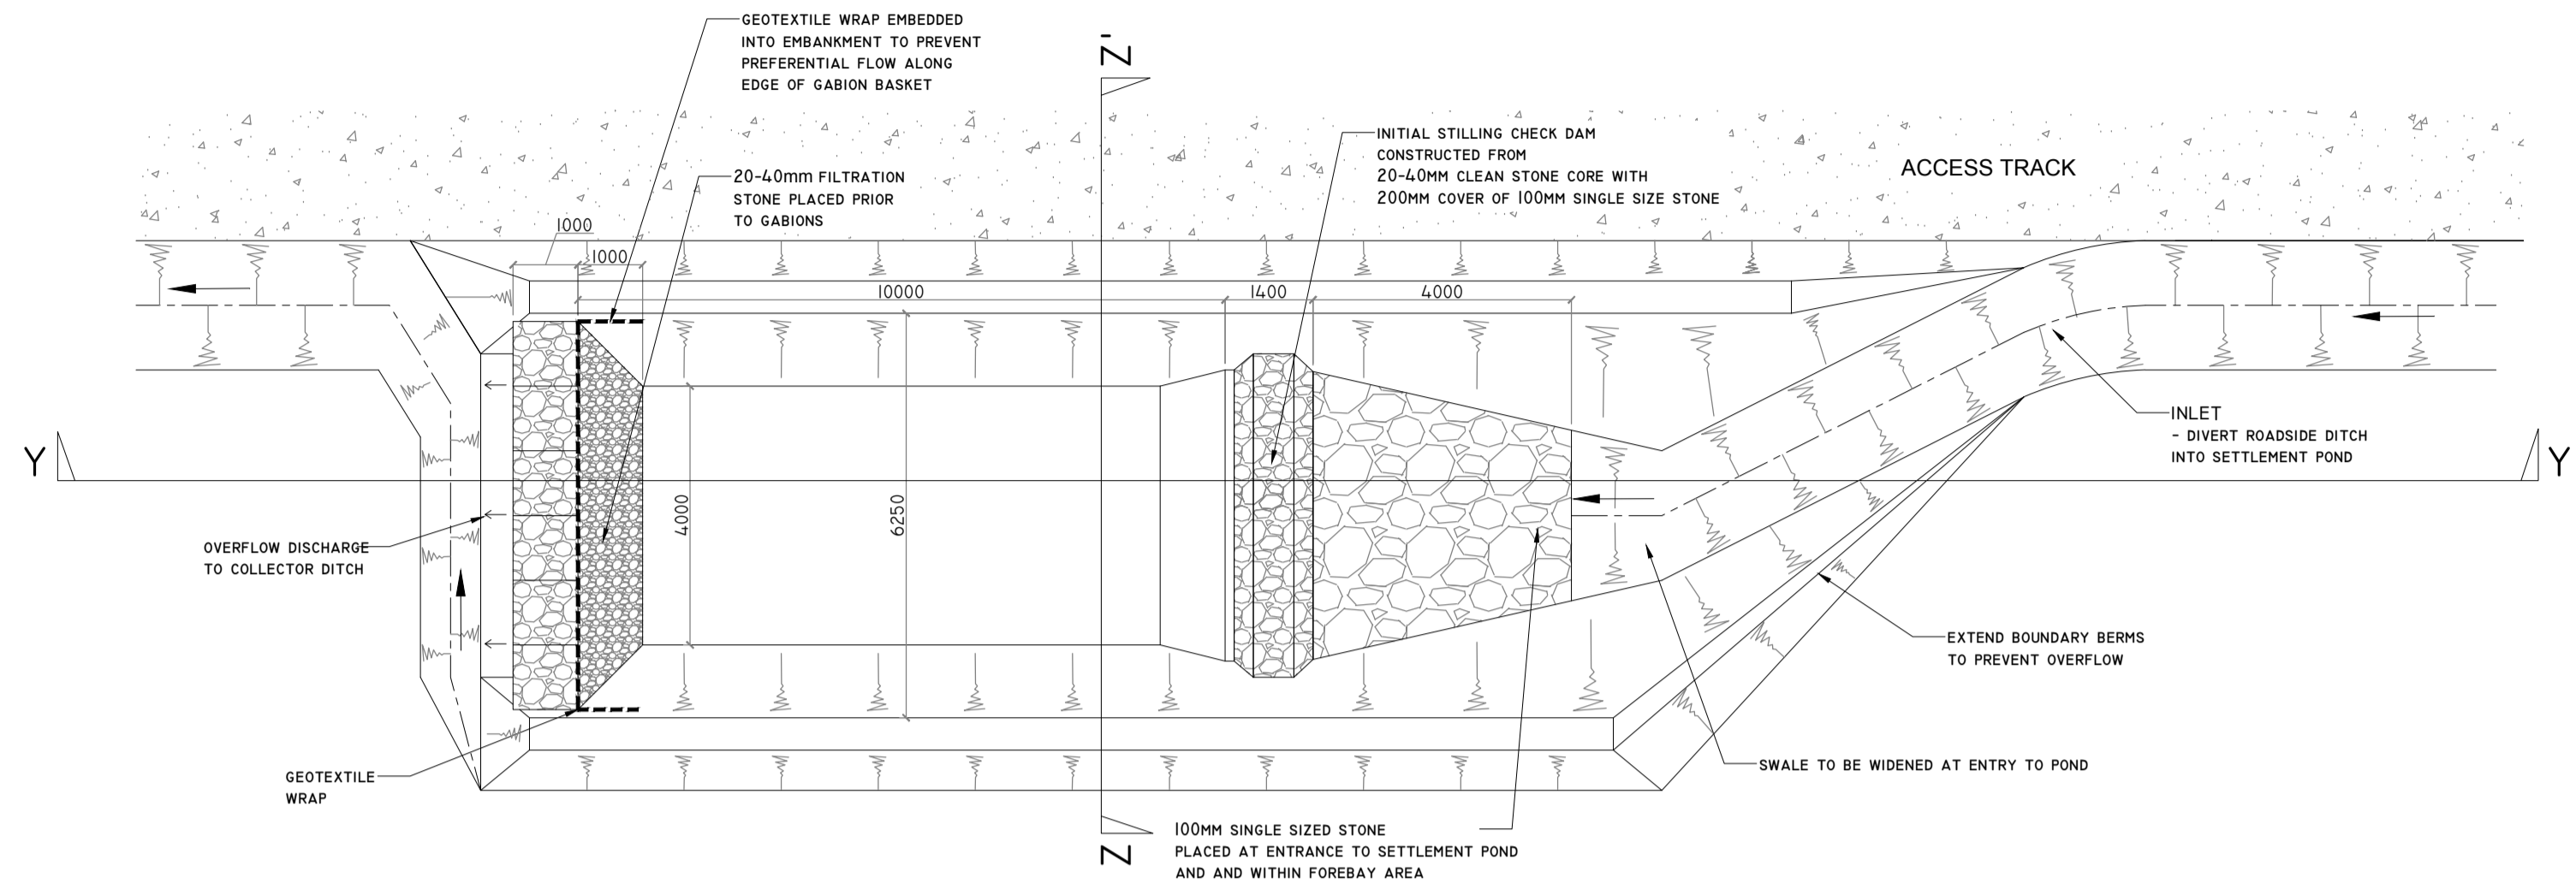 GEOTEXTILE WRAP EMBEDDED
INTO EMBANKMENT TO PREVENT
PREFERENTIAL FLOW ALONG
EDGE OF GABION BASKET
Z
INITIAL STILLING CHECK DAM
CONSTRUCTED FROM
20-40MM CLEAN STONE CORE WITH
200MM COVER OF 100MM SINGLE SIZE STONE
ACCESS TRACK
20-40mm FILTRATION
STONE PLACED PRIOR
TO GABIONS
1000
1000
10000
1400
4000
INLET
- DIVERT ROADSIDE DITCH
INTO SETTLEMENT POND
Y
Y
4000
6250
OVERFLOW DISCHARGE
TO COLLECTOR DITCH
EXTEND BOUNDARY BERMS
TO PREVENT OVERFLOW
GEOTEXTILE
WRAP
SWALE TO BE WIDENED AT ENTRY TO POND
Z
100MM SINGLE SIZED STONE
PLACED AT ENTRANCE TO SETTLEMENT POND
AND AND WITHIN FOREBAY AREA